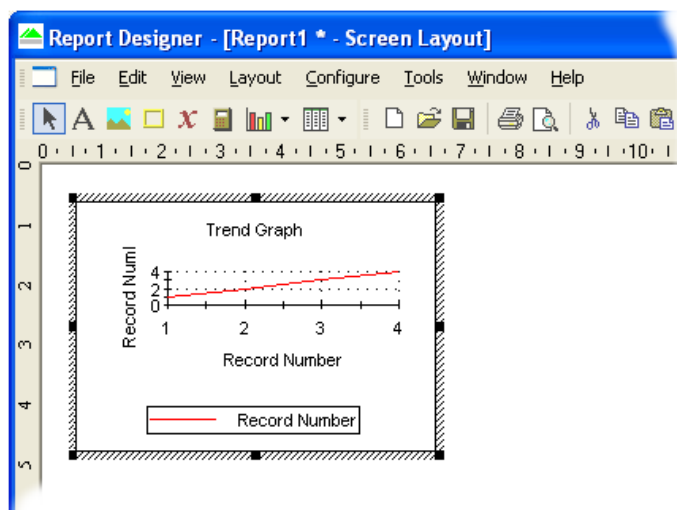 Report Designer - [Report1 * - Screen Layout]
File Edit View Layout Configure Tools Window Help
A x
0 1 2 3 4 5 6 7 8 9 10
0
1
2
3
4
5
Trend Graph
Record Numl
4
2
0
1 2 3 4
Record Number
Record Number